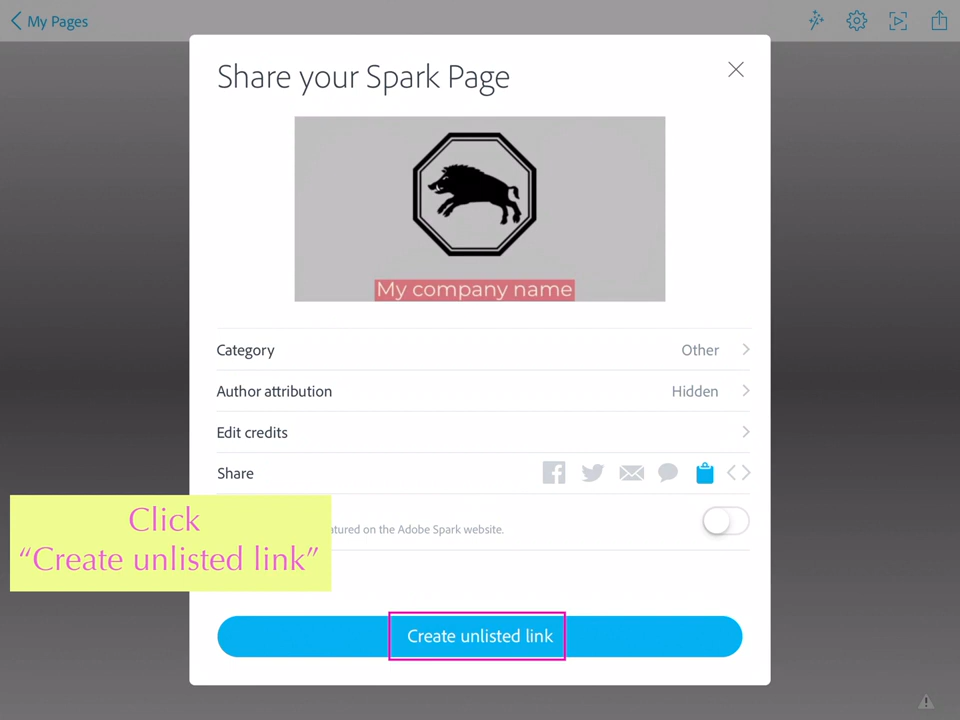 My Pages
Share your Spark Page
My company name
Category Other
Author attribution Hidden
Edit credits
Share
on the Adobe Spark website.
Click
“Create unlisted link”
Create unlisted link